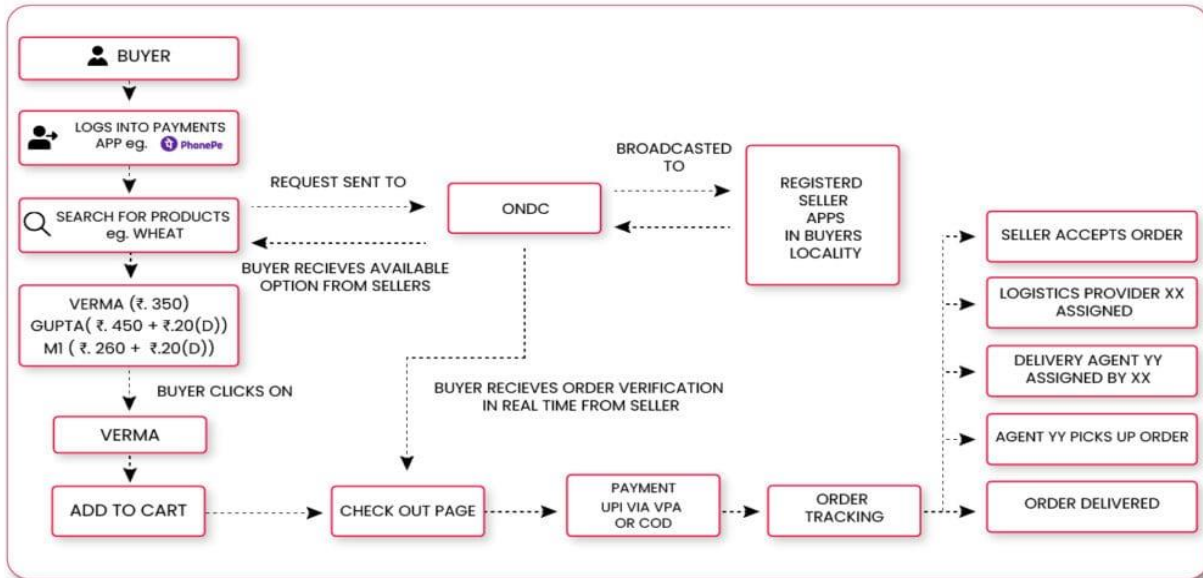 BUYER
LOGS INTO PAYMENTS
APP eg. PhonePe
SEARCH FOR PRODUCTS
eg. WHEAT
REQUEST SENT TO
ONDC
BROADCASTED
TO
REGISTERD
SELLER
APPS
IN BUYERS
LOCALITY
BUYER RECIEVES AVAILABLE
OPTION FROM SELLERS
VERMA (₹. 350)
GUPTA( ₹. 450 + ₹.20(D))
M1 ( ₹. 260 + ₹.20(D))
BUYER CLICKS ON
VERMA
ADD TO CART
BUYER RECIEVES ORDER VERIFICATION
IN REAL TIME FROM SELLER
CHECK OUT PAGE
PAYMENT
UPI VIA VPA
OR COD
ORDER
TRACKING
SELLER ACCEPTS ORDER
LOGISTICS PROVIDER XX
ASSIGNED
DELIVERY AGENT YY
ASSIGNED BY XX
AGENT YY PICKS UP ORDER
ORDER DELIVERED